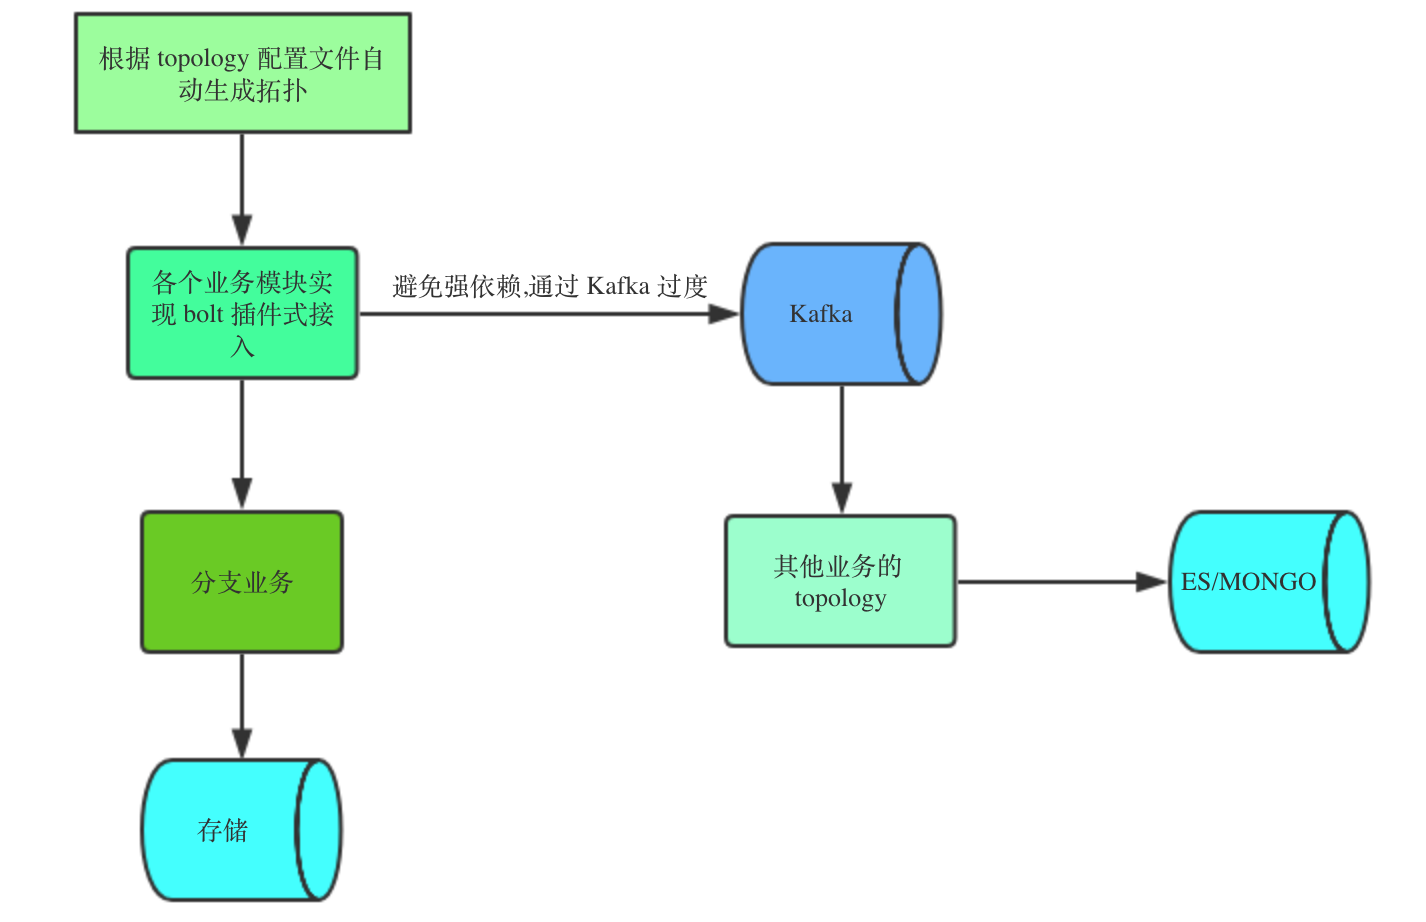 根据 topology 配置文件自
动生成拓扑
各个业务模块实
现 bolt 插件式接
入
避免强依赖,通过 Kafka 过度
Kafka
分支业务
其他业务的
topology
ES/MONGO
存储